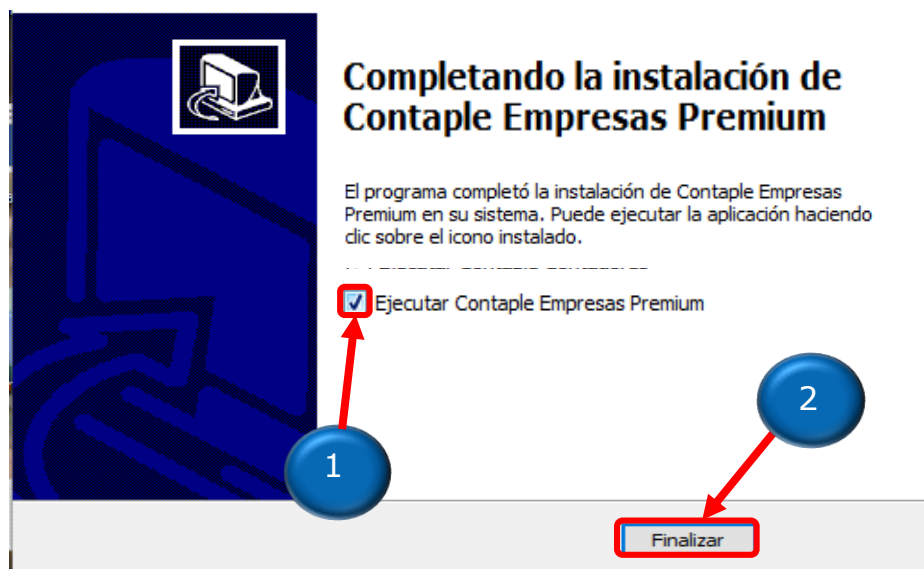 Completando la instalación de
Contaple Empresas Premium
El programa completó la instalación de Contaple Empresas
Premium en su sistema. Puede ejecutar la aplicación haciendo
clic sobre el icono instalado.
Ejecutar Contaple Empresas Premium
2
1
Finalizar